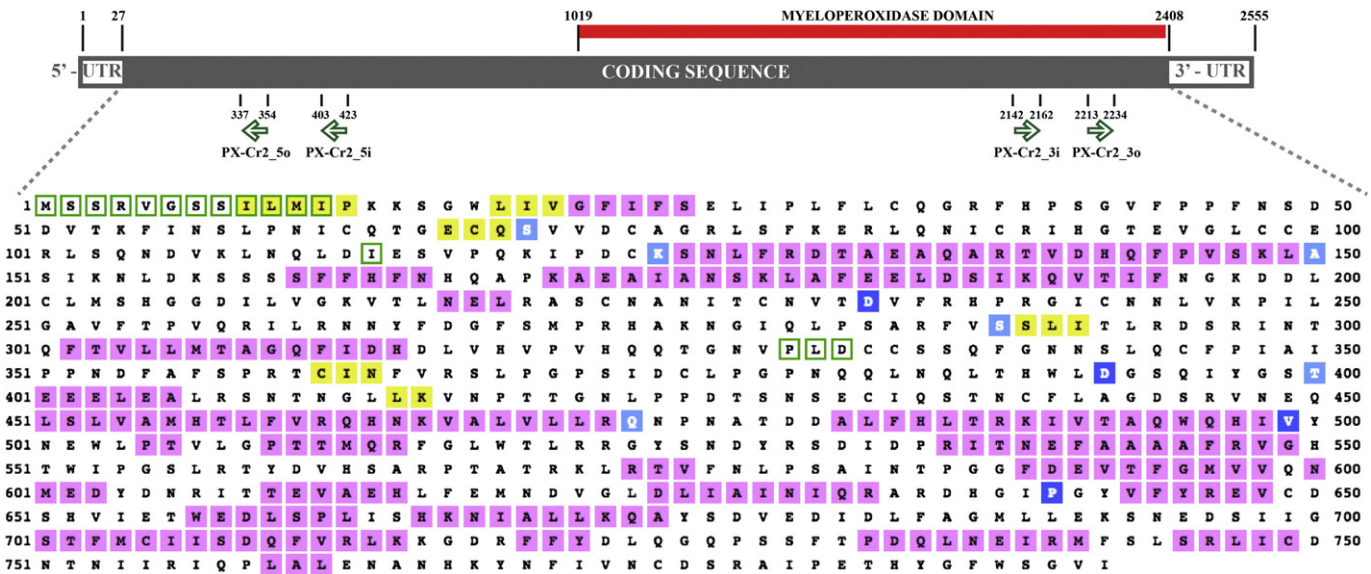 1 27 1019 MYELOPEROXIDASE DOMAIN 2408 2555
5’ - UTR CODING SEQUENCE 3’ - UTR
337 354 403 423 2142 2162 2213 2234
PX-Cr2_5o PX-Cr2_5i PX-Cr2_3i PX-Cr2_3o
1 M S S R V G S S I L M I P K K S G W L I V G F I F S E L I P L F L C Q G R F H P S G V F P P F N S D 50
51 D V T K F I N S L P N I C Q T G E C Q S V V D C A G R L S F K E R L Q N I C R I H G T E V G L C C E 100
101 R L S Q N D V K L N Q L D I E S V P Q K I P D C K S N L F R D T A E A Q A R T V D H Q F P V S K L A 150
151 S I K N L D K S S S S F F H F N H Q A P K A E A I A N S K L A F E E L D S I K Q V T I F N G K D D L 200
201 C L M S H G G D I L V G K V T L N E L R A S C N A N I T C N V T D V F R H P R G I C N N L V K P I L 250
251 G A V F T P V Q R I L R N N Y F D G F S M P R H A K N G I Q L P S A R F V S S L I T L R D S R I N T 300
301 Q F T V L L M T A G Q F I D H D L V H V P V H Q Q T G N V P L D C C S S Q F G N N S L Q C F P I A I 350
351 P P N D F A F S P R T C I N F V R S L P G P S I D C L P G P N Q Q L N Q L T H W L D G S Q I Y G S T 400
401 E E E L E A L R S N T N G L L K V N P T T G N L P P D T S N S E C I Q S T N C F L A G D S R V N E Q 450
451 L S L V A M H T L F V R Q H N K V A L V L L R Q N P N A T D D A L F H L T R K I V T A Q W Q H I V Y 500
501 N E W L P T V L G P T T M Q R F G L W T L R R G Y S N D Y R S D I D P R I T N E F A A A A F R V G H 550
551 T W I P G S L R T Y D V H S A R P T A T R K L R T V F N L P S A I N T P G G F D E V T F G M V V Q N 600
601 M E D Y D N R I T T E V A E H L F E M N D V G L D L I A I N I Q R A R D H G I P G Y V F Y R E V C D 650
651 S H V I E T W E D L S P L I S H K N I A L L K Q A Y S D V E D I D L F A G M L L E K S N E D S I I G 700
701 S T F M C I I S D Q F V R L K K G D R F F Y D L Q G Q P S S F T P D Q L N E I R M F S L S R L I C D 750
751 N T N I I R I Q P L A L E N A N H K Y N F I V N C D S R A I P E T H Y G F W S G V I